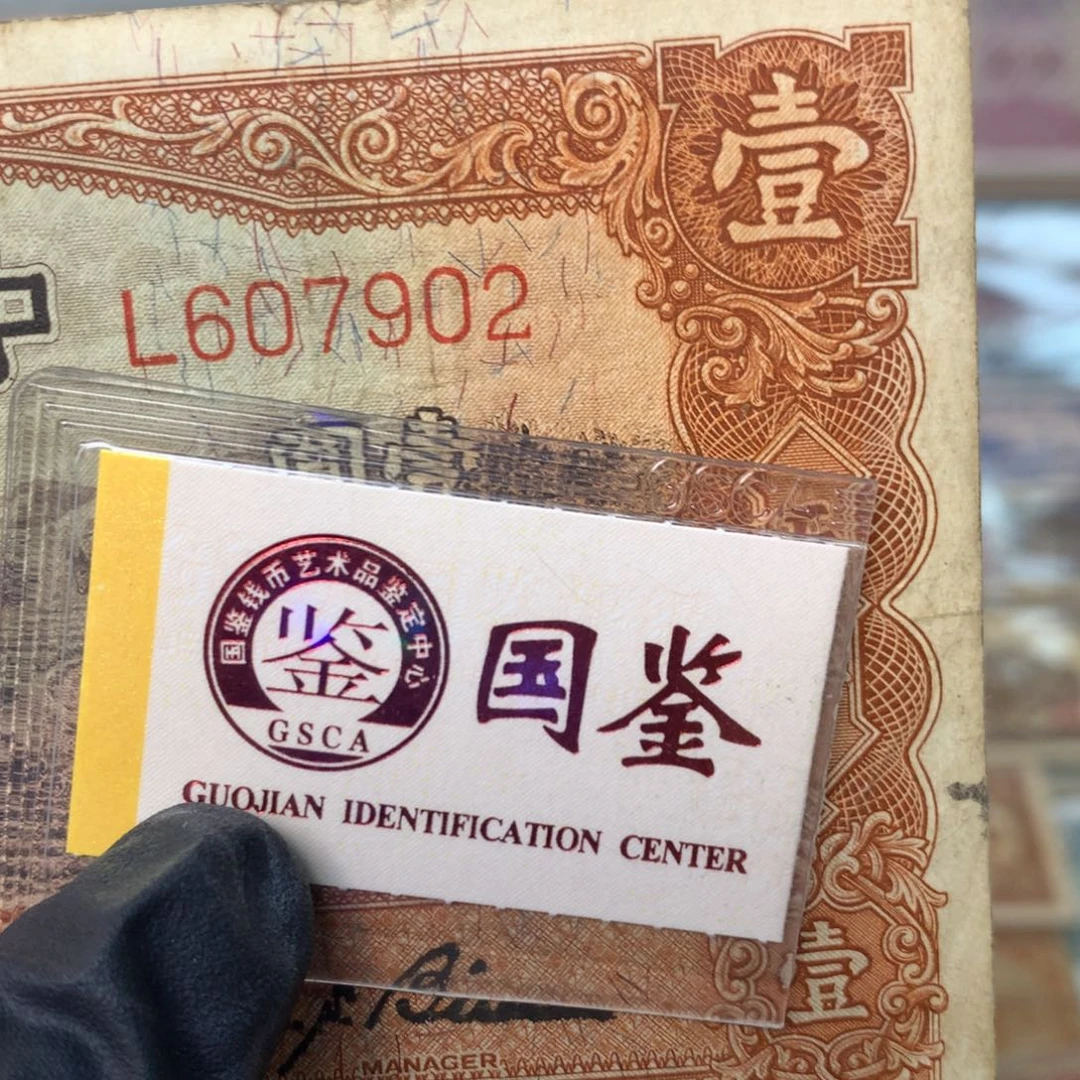 壹
L607902
国鉴钱币艺术品鉴定中心
鉴
GSCA
国鉴
GUOJIAN IDENTIFICATION CENTER
壹
MANAGER